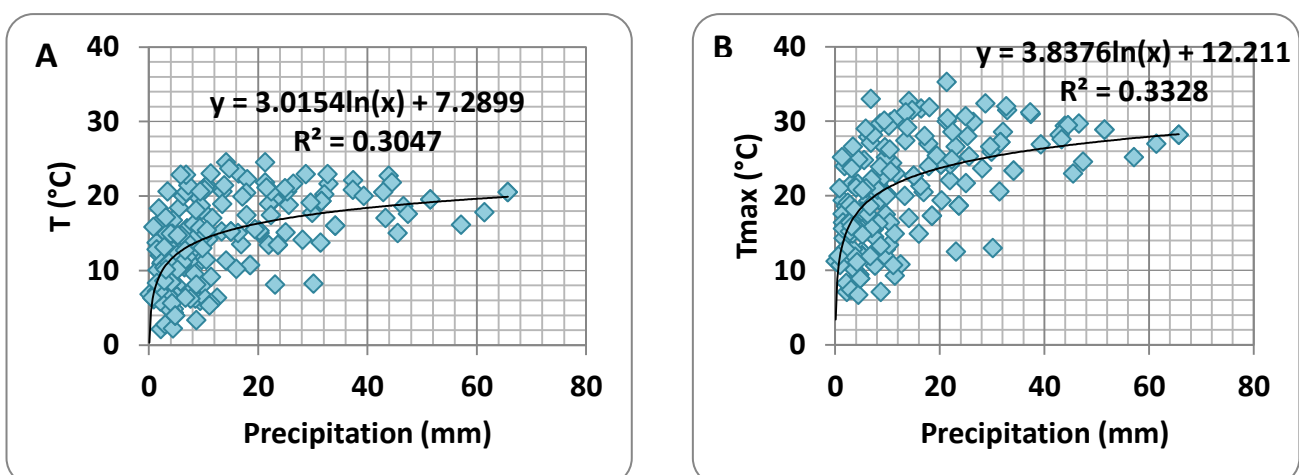 A
y = 3.0154ln(x) + 7.2899
R² = 0.3047
T (°C)
40
30
20
10
0
0 20 40 60 80
Precipitation (mm)
B
y = 3.8376ln(x) + 12.211
R² = 0.3328
Tmax (°C)
40
30
20
10
0
0 20 40 60 80
Precipitation (mm)